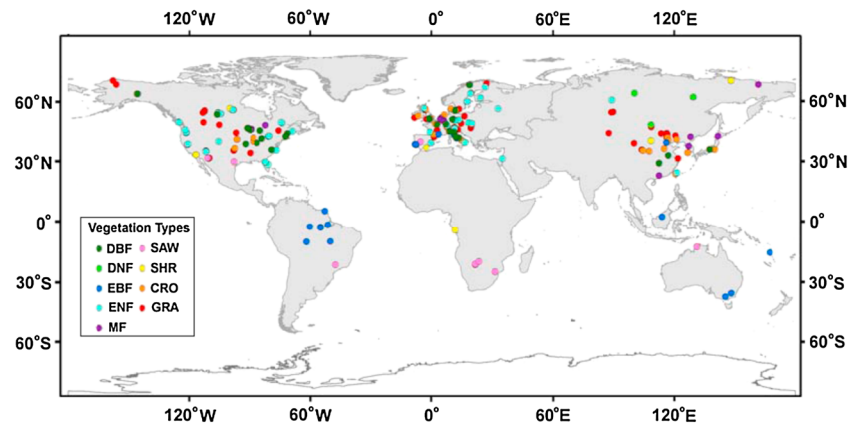 120°W 60°W 0° 60°E 120°E
60°N 60°N
30°N 30°N
0° 0°
Vegetation Types
DBF SAW
DNF SHR
EBF CRO
ENF GRA
MF
30°S 30°S
60°S 60°S
120°W 60°W 0° 60°E 120°E